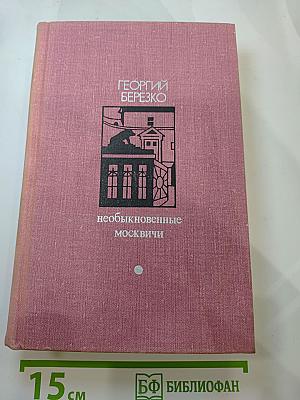 ГЕОРГИЙ
БЕРЕЗКО
необыкновенные
москвичи
15 см
БФ БИБЛИОФАН